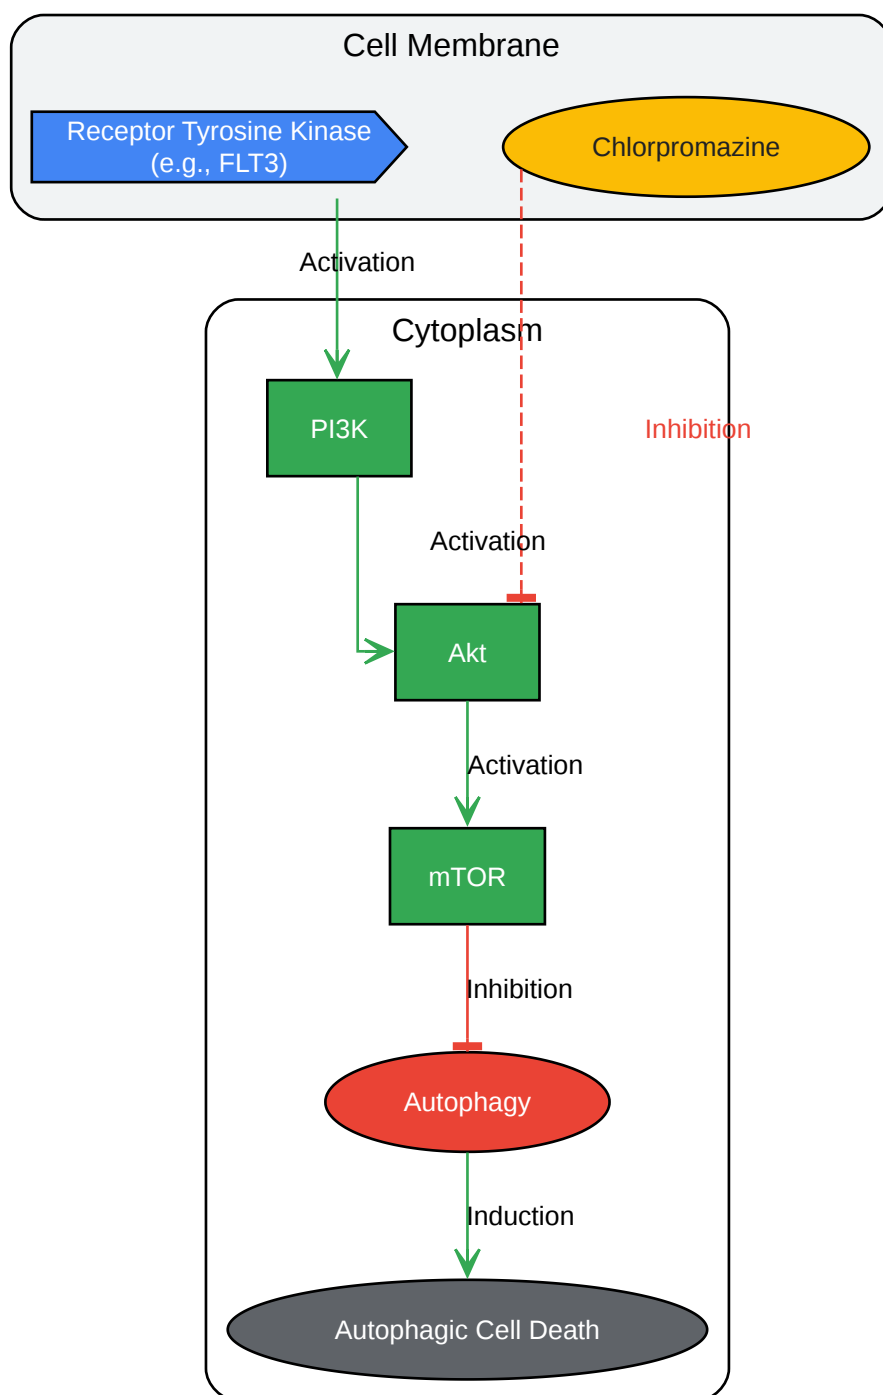 Cell Membrane
Receptor Tyrosine Kinase
(e.g., FLT3)
Chlorpromazine
Activation
Cytoplasm
PI3K
Inhibition
Activation
Akt
Activation
mTOR
Inhibition
Autophagy
Induction
Autophagic Cell Death